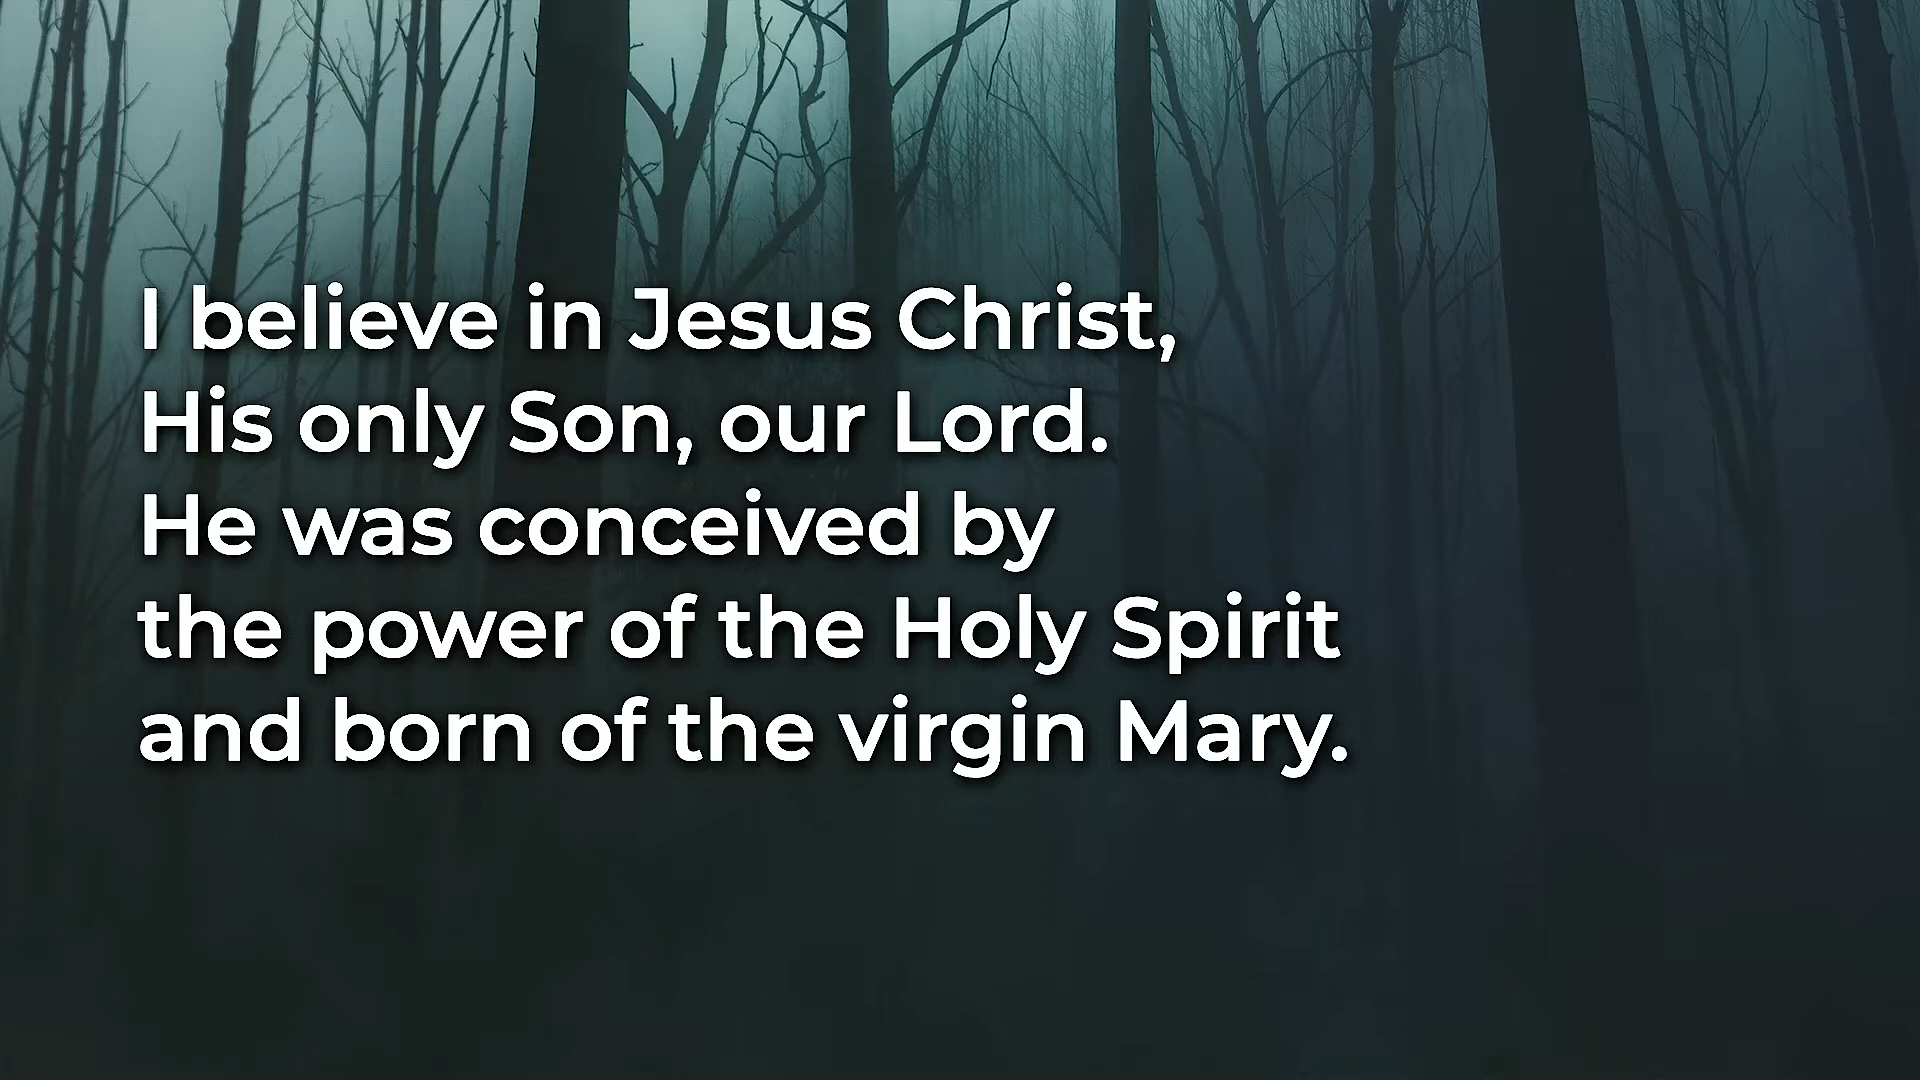 I believe in Jesus Christ,
His only Son, our Lord.
He was conceived by
the power of the Holy Spirit
and born of the virgin Mary.